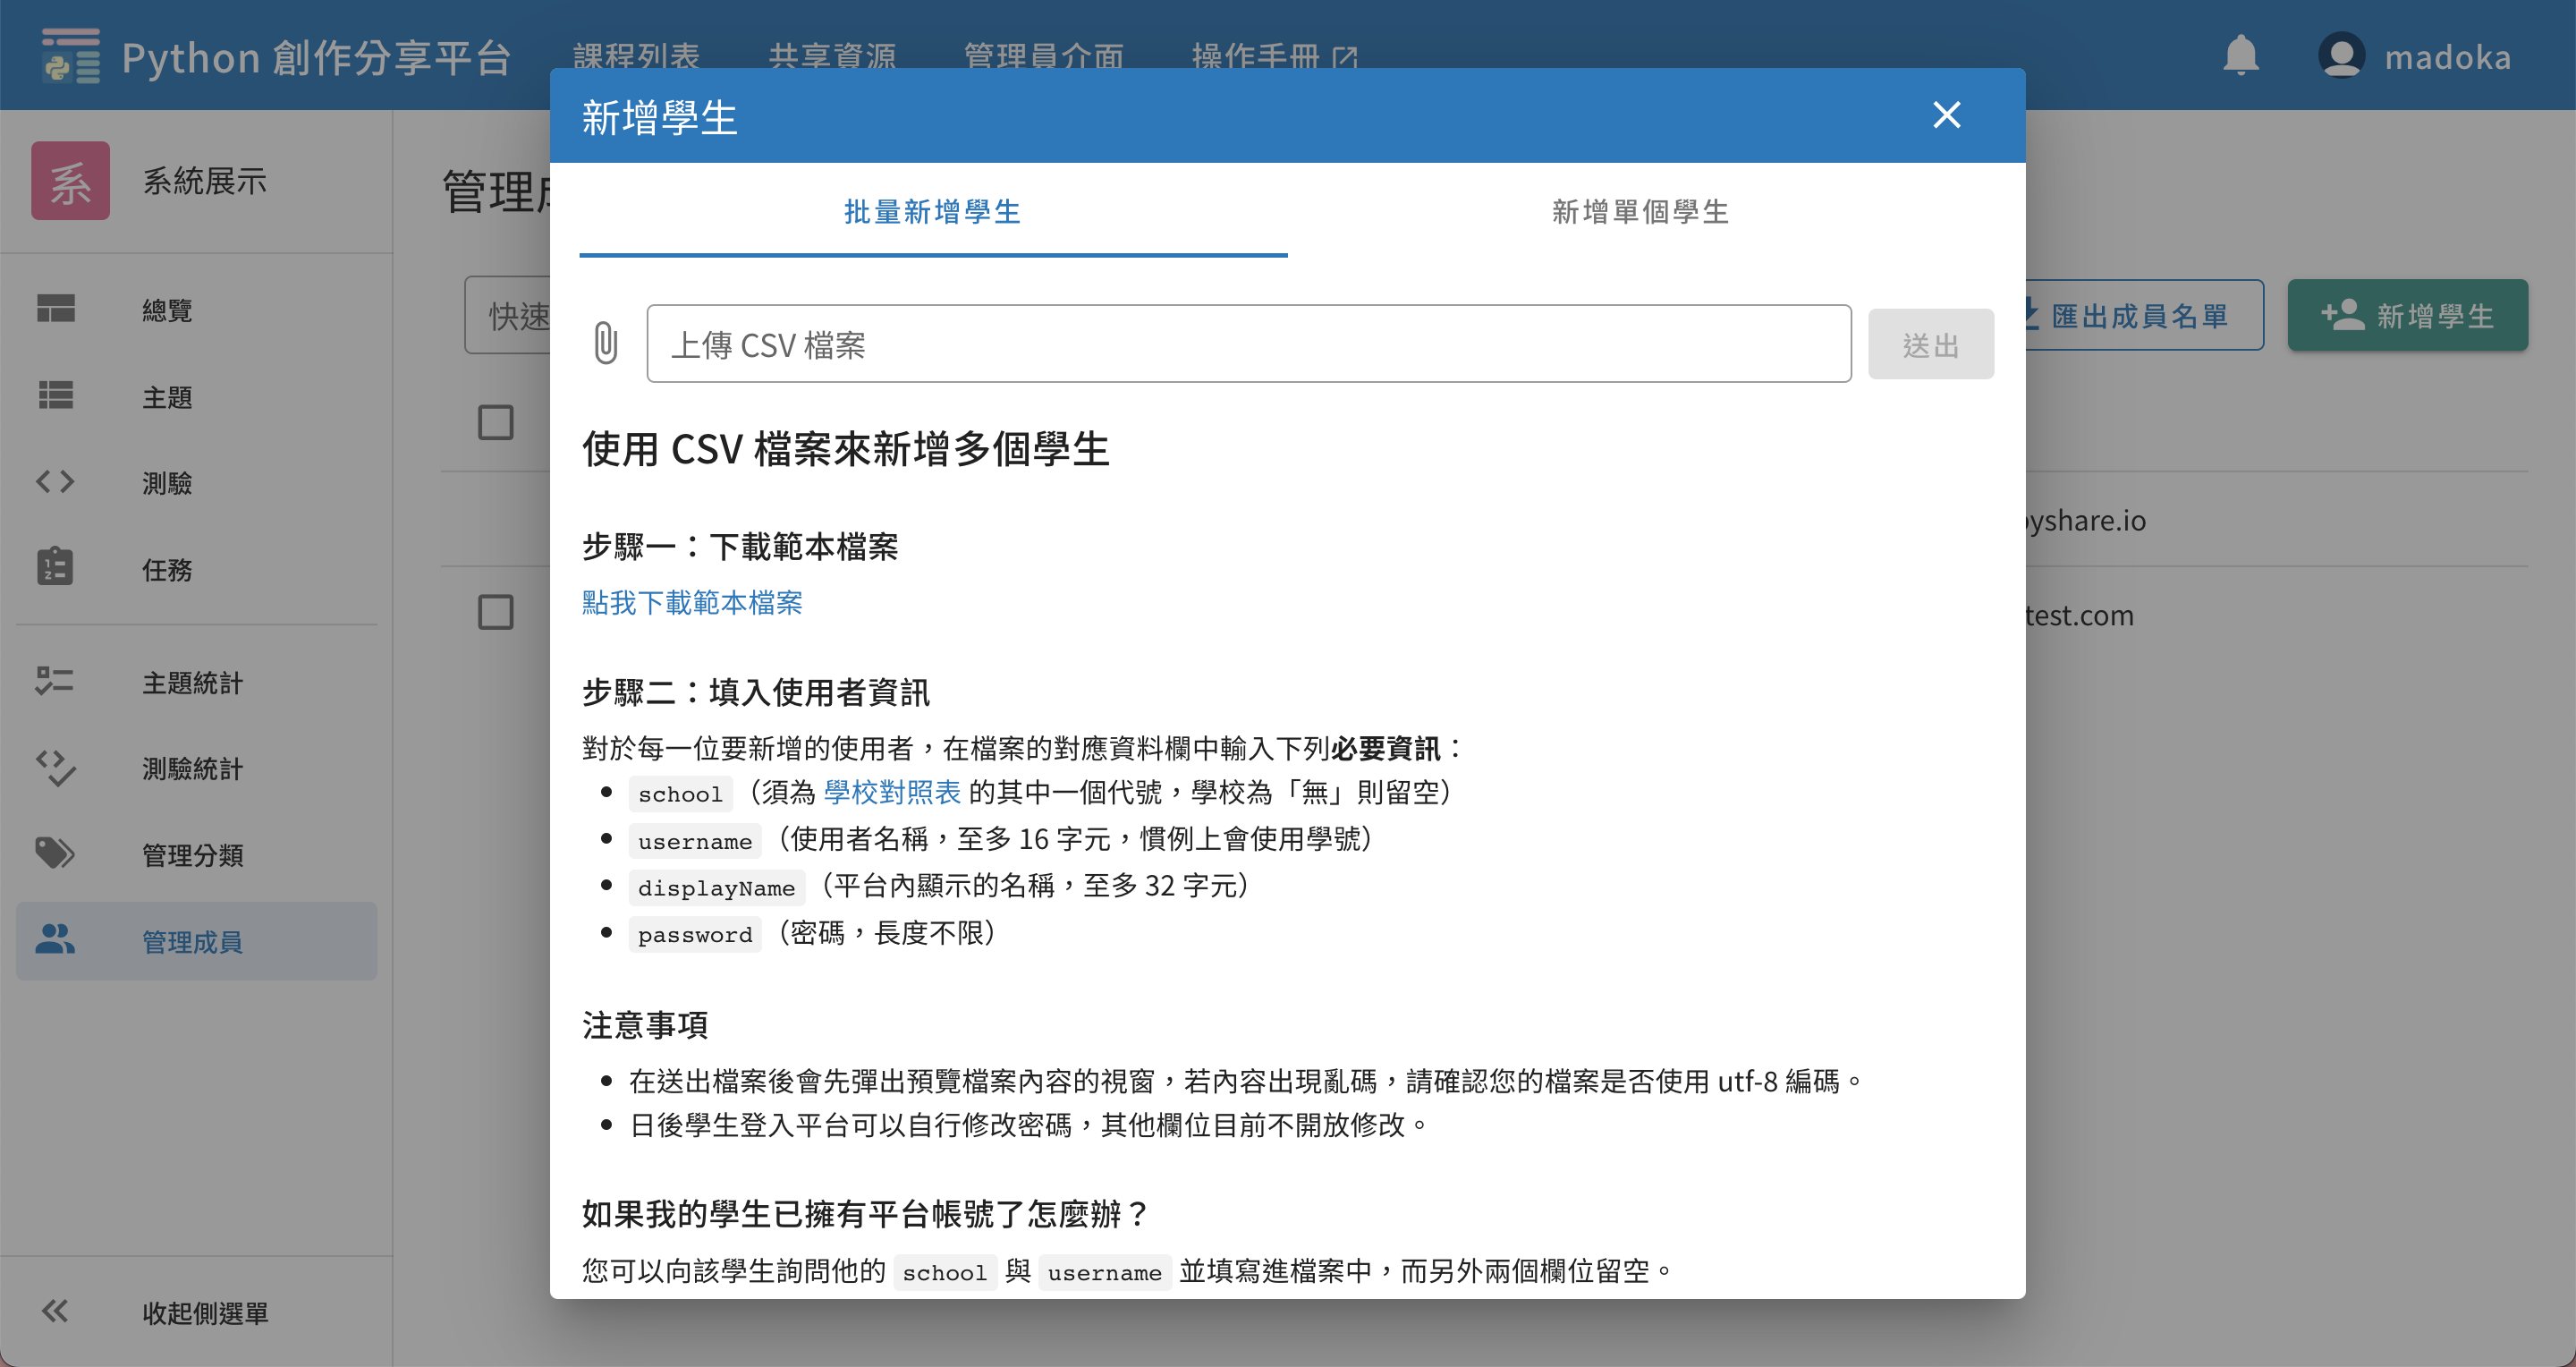 Python 創作分享平台
課程列表
共享資源
管理員介面
操作手冊
madoka
系
系統展示
總覽
主題
測驗
任務
主題統計
測驗統計
管理分類
管理成員
收起側選單
管理
快速
匯出成員名單
新增學生
pyshare.io
test.com
新增學生
批量新增學生
新增單個學生
上傳 CSV 檔案
送出
使用 CSV 檔案來新增多個學生
步驟一：下載範本檔案
點我下載範本檔案
步驟二：填入使用者資訊
對於每一位要新增的使用者，在檔案的對應資料欄中輸入下列必要資訊：
school（須為 學校對照表 的其中一個代號，學校為「無」則留空）
username（使用者名稱，至多 16 字元，慣例上會使用學號）
displayName（平台內顯示的名稱，至多 32 字元）
password（密碼，長度不限）
注意事項
在送出檔案後會先彈出預覽檔案內容的視窗，若內容出現亂碼，請確認您的檔案是否使用 utf-8 編碼。
日後學生登入平台可以自行修改密碼，其他欄位目前不開放修改。
如果我的學生已擁有平台帳號了怎麼辦？
您可以向該學生詢問他的 school 與 username 並填寫進檔案中，而另外兩個欄位留空。